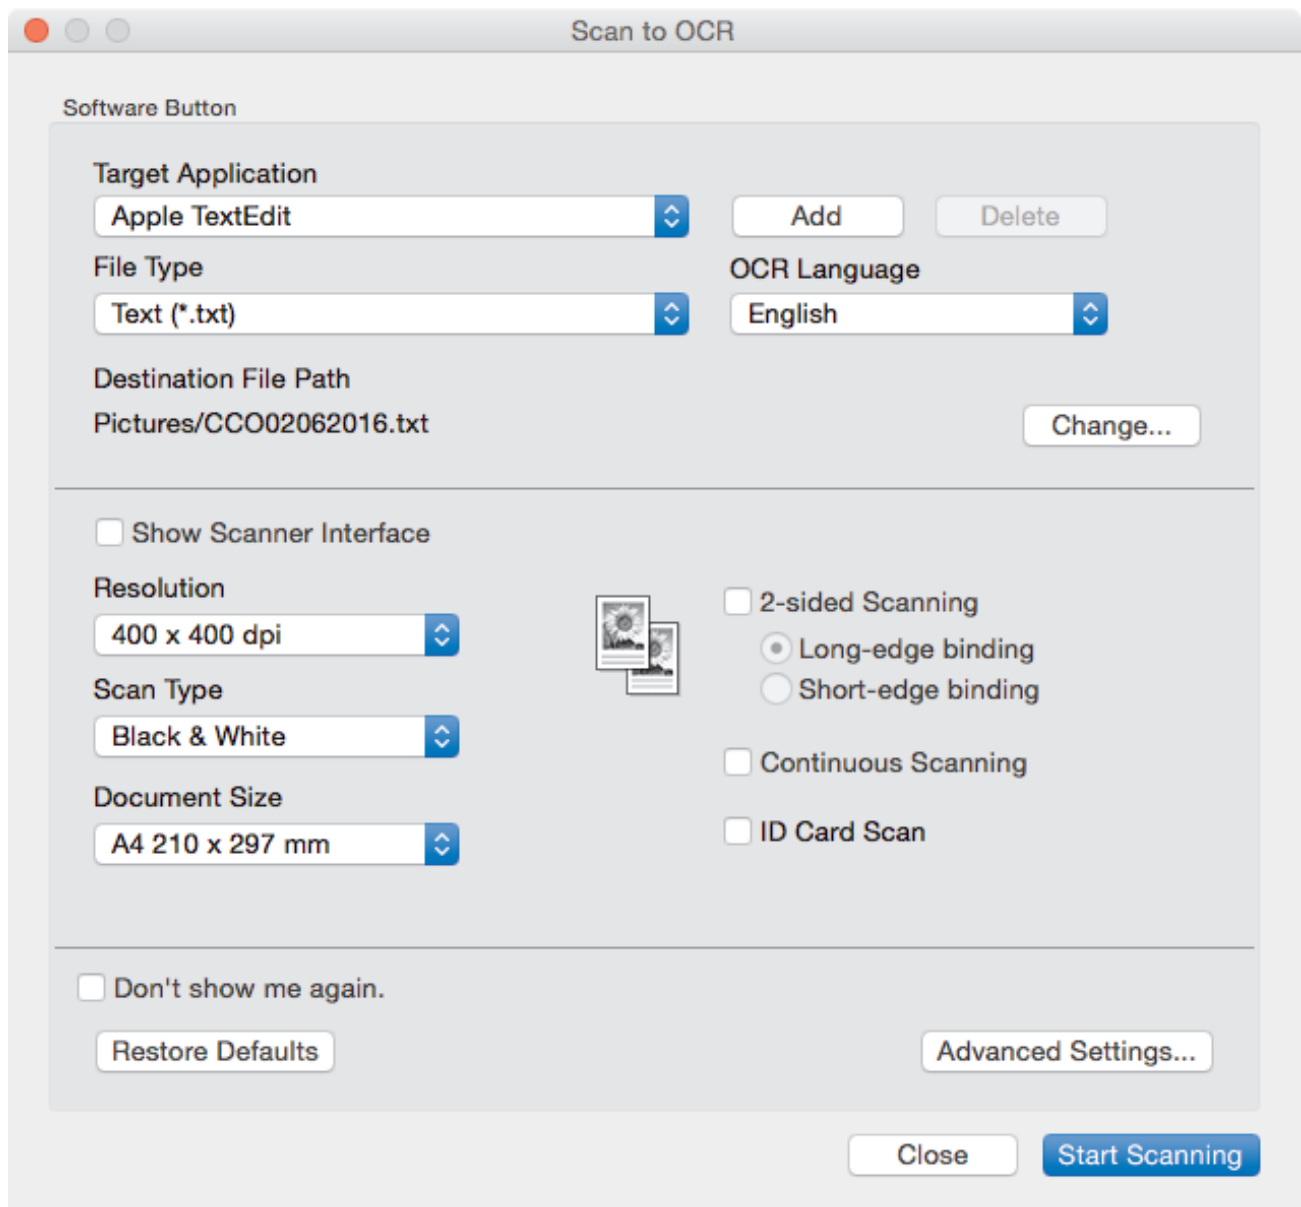 Scan to OCR
Software Button
Target Application
Apple TextEdit
Add
Delete
File Type
OCR Language
Text (*.txt)
English
Destination File Path
Pictures/CCO02062016.txt
Change...
Show Scanner Interface
Resolution
2-sided Scanning
400 x 400 dpi
Long-edge binding
Scan Type
Short-edge binding
Black & White
Continuous Scanning
Document Size
ID Card Scan
A4 210 x 297 mm
Don't show me again.
Restore Defaults
Advanced Settings...
Close
Start Scanning